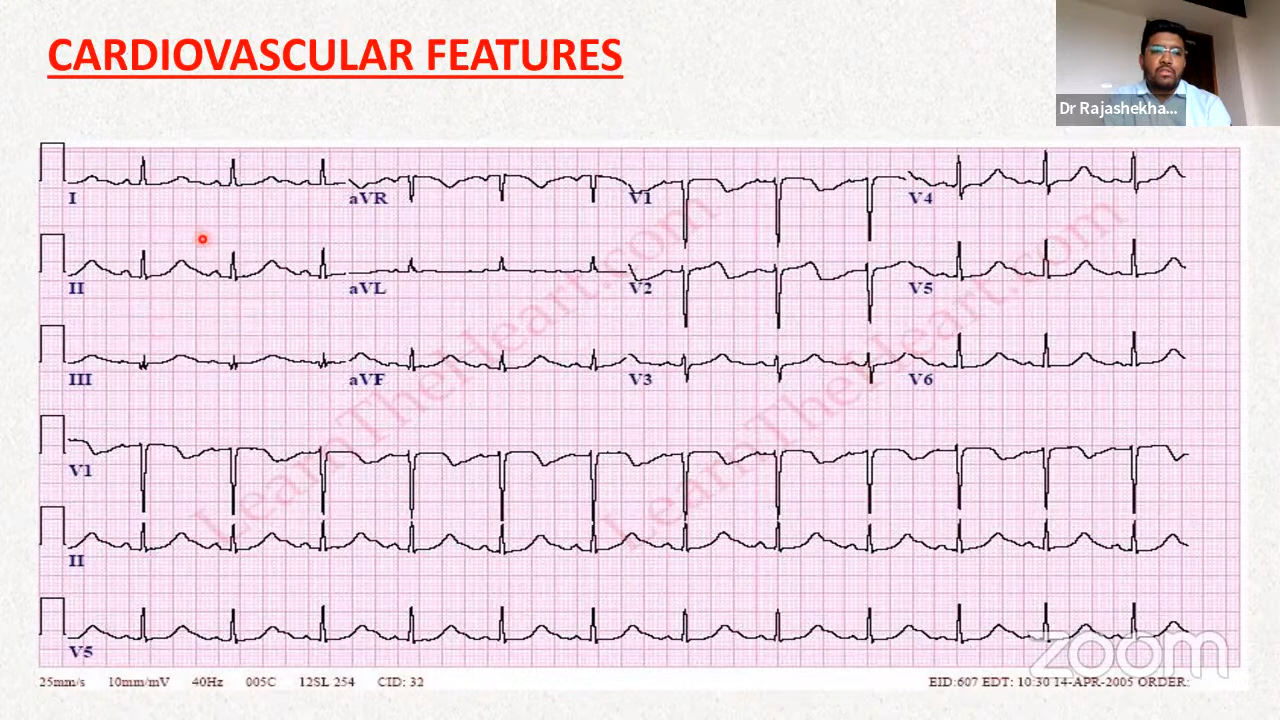 CARDIOVASCULAR FEATURES
Dr Rajashekha...
I aVR V1 V4
II aVL V2 V5
III aVF V3 V6
V1
II
V5
LearnTheHeart.com
LearnTheHeart.com
zoom
25mm/s 10mm/mV 40Hz 005C 12SL 254 CID: 32 EID:607 EDT: 10:30 14-APR-2005 ORDER: